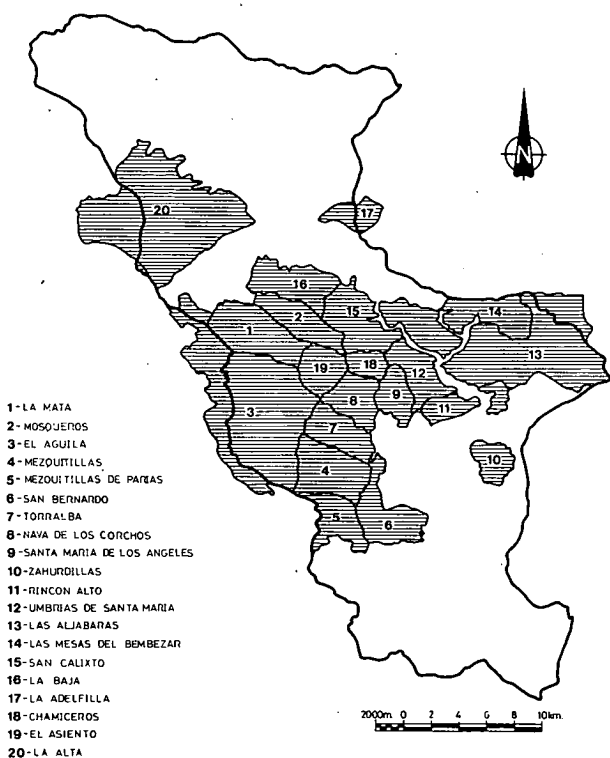 N
20
17
16
2
15
14
1
13
18
19
12
3
8
9
11
7
4
10
5
6
1-LA MATA
2-MOSQUEROS
3-EL AGUILA
4-MEZQUITILLAS
5-MEZQUITILLAS DE PARIAS
6-SAN BERNARDO
7-TORRALBA
8-NAVA DE LOS CORCHOS
9-SANTA MARIA DE LOS ANGELES
10-ZAHURDILLAS
11-RINCON ALTO
12-UMBRIAS DE SANTA MARIA
13-LAS ALJABARAS
14-LAS MESAS DEL BEMBEZAR
15-SAN CALIXTO
16-LA BAJA
17-LA ADELFILLA
18-CHAMICEROS
19-EL ASIENTO
20-LA ALTA
2000m. 0 2 4 6 8 10km.